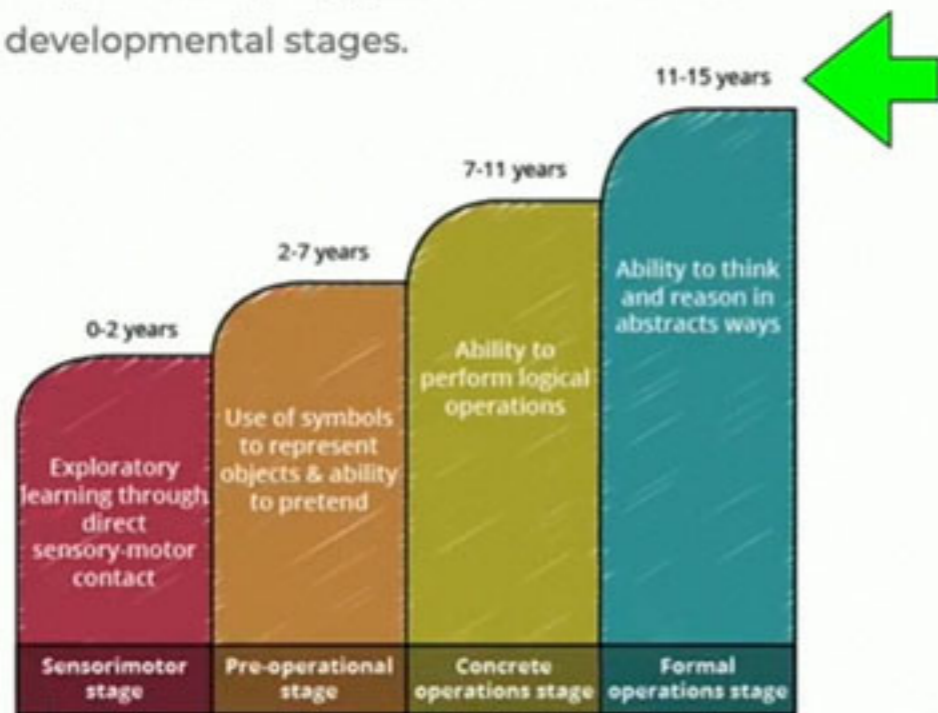 developmental stages.
11-15 years
7-11 years
2-7 years
0-2 years
Ability to think
and reason in
abstracts ways
Ability to
perform logical
operations
Use of symbols
to represent
objects & ability
to pretend
Exploratory
learning through
direct
sensory-motor
contact
Sensorimotor
stage
Pre-operational
stage
Concrete
operations stage
Formal
operations stage